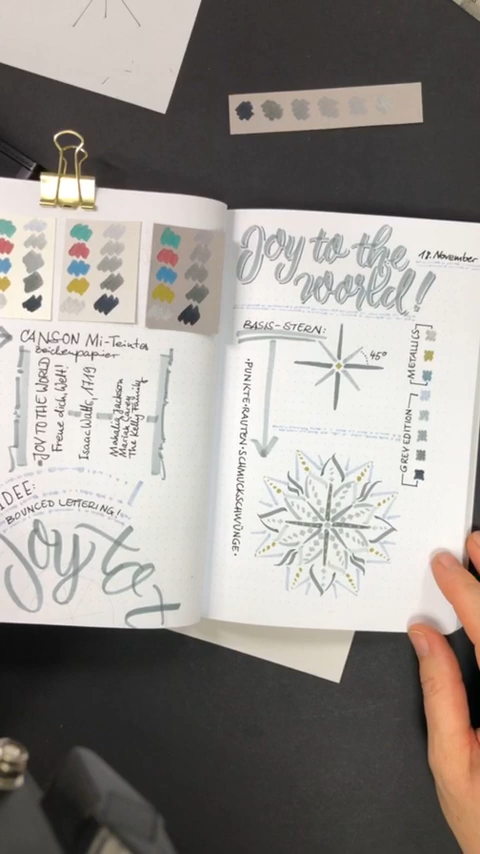 CANSON Mi-Teintes
Zeichenpapier
"JOY TO THE WORLD"
Freue dich, Welt!
Isaac Watts, 1719
Mahalia Jackson
Mariah Carey
The Kelly Family
IDEE:
BOUNCED LETTERING!
Joy to t
Joy to the
world!
18. November
BASIS-STERN:
45°
·PUNKTE·RAUTEN·SCHMUCKSCHWÜNGE·
METALLICS
GREY EDITION